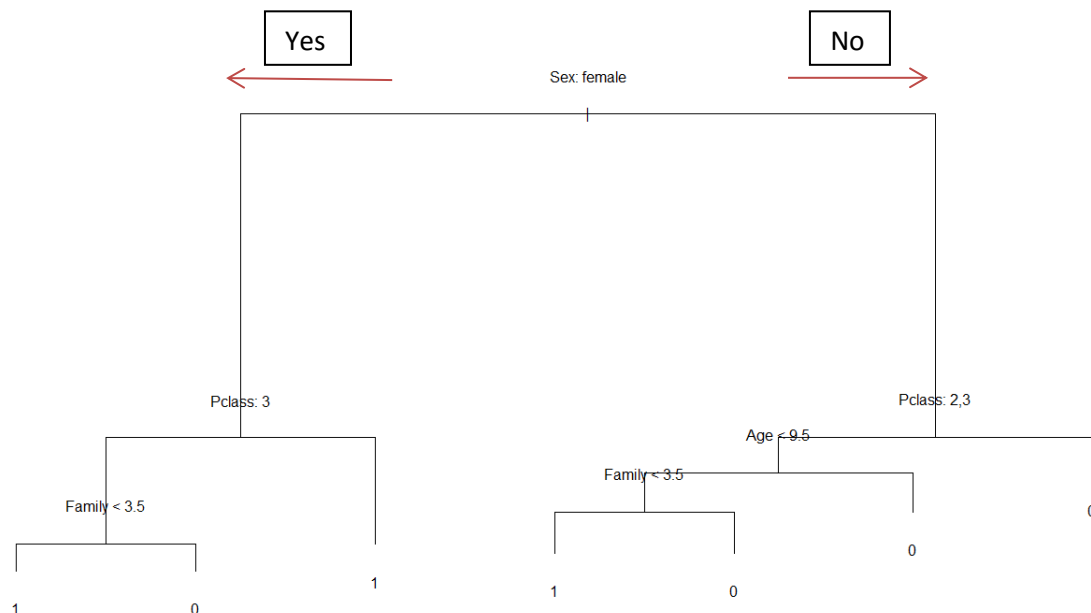 Yes
No
Sex: female
Pclass: 3
Pclass: 2,3
Age < 9.5
Family < 3.5
Family < 3.5
0
0
1
1
0
1
0